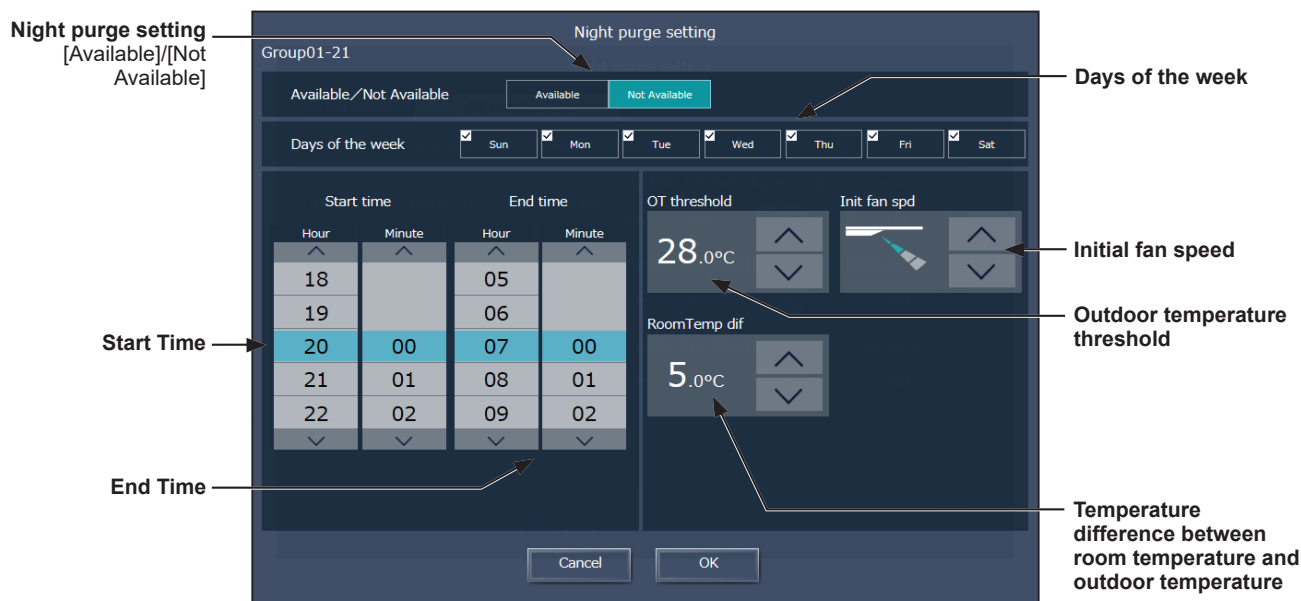 Night purge setting
[Available]/[Not
Available]
Night purge setting
Group01-21
Available/Not Available
Available
Not Available
Days of the week
Days of the week
Sun
Mon
Tue
Wed
Thu
Fri
Sat
Start time
End time
Hour
Minute
Hour
Minute
18
05
19
06
20
00
07
00
21
01
08
01
22
02
09
02
Start Time
End Time
OT threshold
28.0°C
Init fan spd
Initial fan speed
Outdoor temperature
threshold
RoomTemp dif
5.0°C
Temperature
difference between
room temperature and
outdoor temperature
Cancel
OK